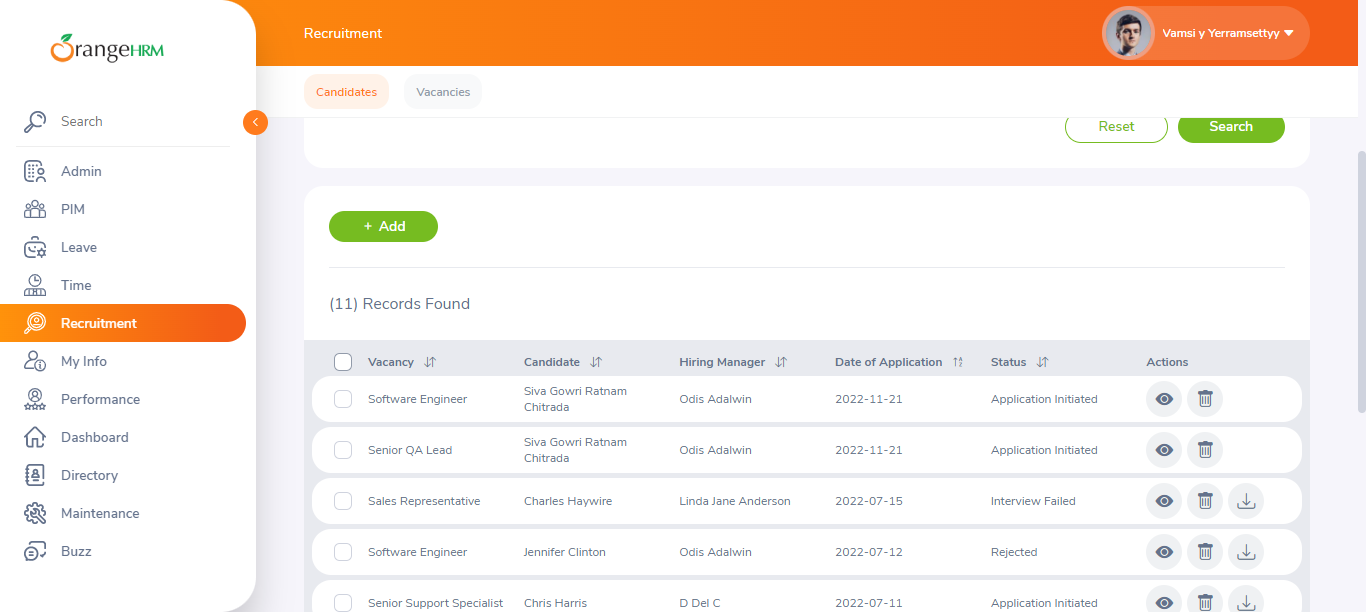 OrangeHRM
Recruitment
Vamsi y Yerramsettyy
Candidates
Vacancies
Search
Admin
PIM
Leave
Time
Recruitment
My Info
Performance
Dashboard
Directory
Maintenance
Buzz
Reset
Search
+ Add
(11) Records Found
Vacancy Candidate Hiring Manager Date of Application Status Actions
Software Engineer Siva Gowri Ratnam Odis Adalwin 2022-11-21 Application Initiated
Chitrada
Senior QA Lead Siva Gowri Ratnam Odis Adalwin 2022-11-21 Application Initiated
Chitrada
Sales Representative Charles Haywire Linda Jane Anderson 2022-07-15 Interview Failed
Software Engineer Jennifer Clinton Odis Adalwin 2022-07-12 Rejected
Senior Support Specialist Chris Harris D Del C 2022-07-11 Application Initiated